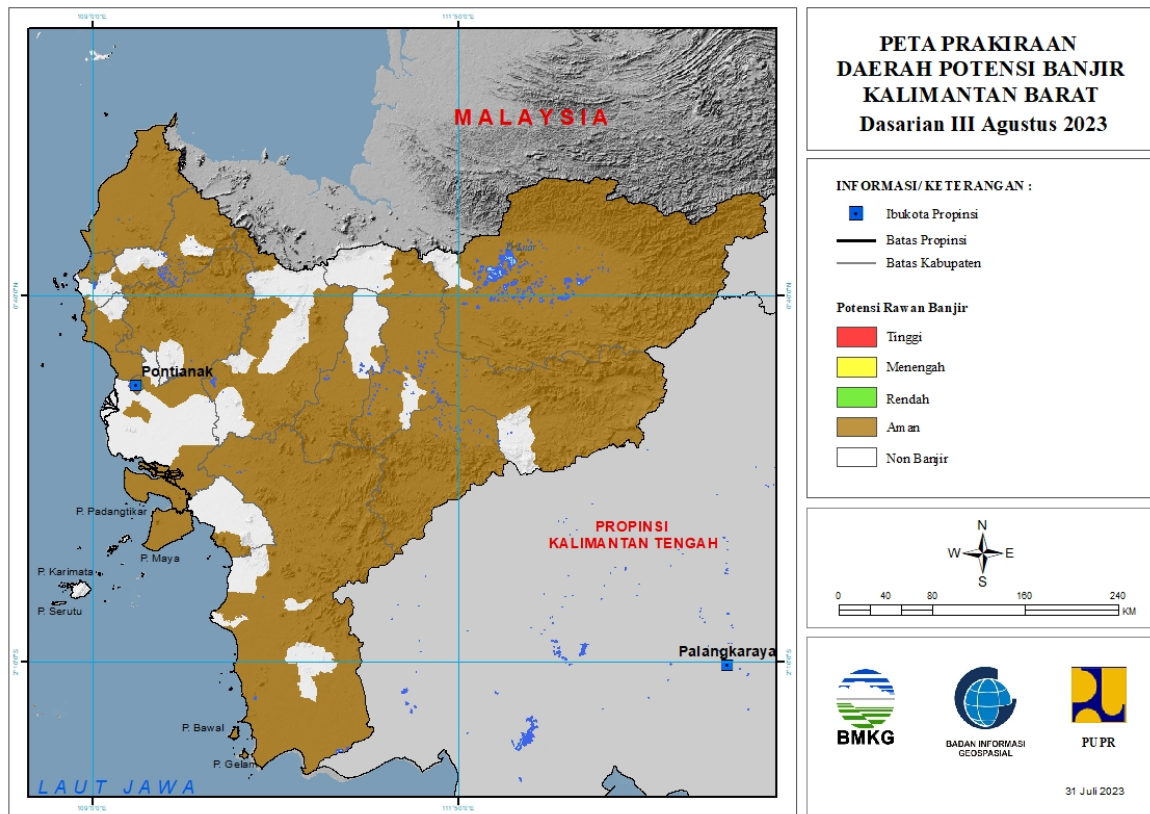 PETA PRAKIRAAN
DAERAH POTENSI BANJIR
KALIMANTAN BARAT
Dasarian III Agustus 2023
INFORMASI/ KETERANGAN :
Ibukota Propinsi
Batas Propinsi
Batas Kabupaten
Potensi Rawan Banjir
Tinggi
Menengah
Rendah
Aman
Non Banjir
N
W E
S
0 40 80 160 240
KM
BMKG
BADAN INFORMASI
GEOSPASIAL
PUPR
31 Juli 2023
MALAYSIA
Pontianak
P. Padangtikar
P. Maya
P. Karimata
P. Serutu
PROPINSI
KALIMANTAN TENGAH
Palangkaraya
P. Bawal
P. Gelam
LAUT JAWA